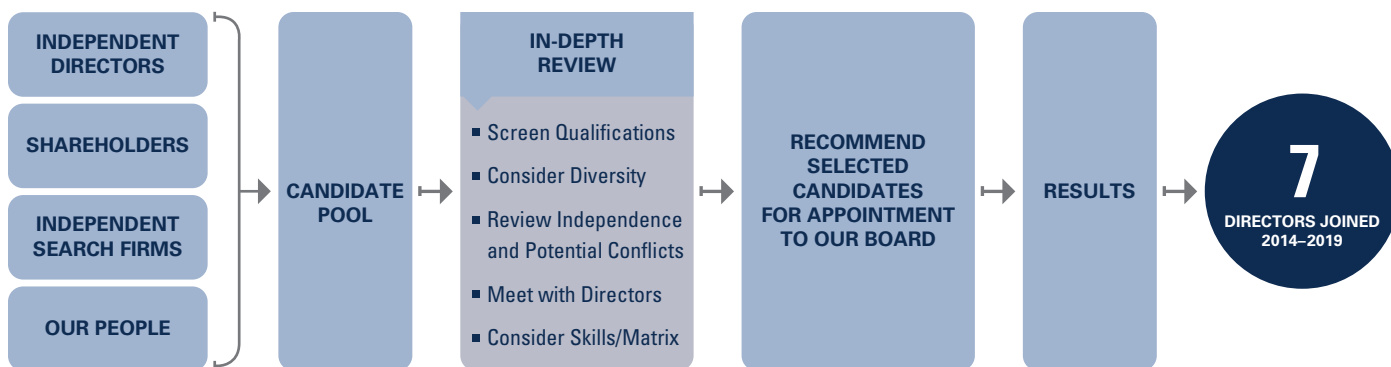 INDEPENDENT
DIRECTORS
SHAREHOLDERS
INDEPENDENT
SEARCH FIRMS
OUR PEOPLE
CANDIDATE
POOL
IN-DEPTH
REVIEW
▪ Screen Qualifications
▪ Consider Diversity
▪ Review Independence
and Potential Conflicts
▪ Meet with Directors
▪ Consider Skills/Matrix
RECOMMEND
SELECTED
CANDIDATES
FOR APPOINTMENT
TO OUR BOARD
RESULTS
7
DIRECTORS JOINED
2014–2019